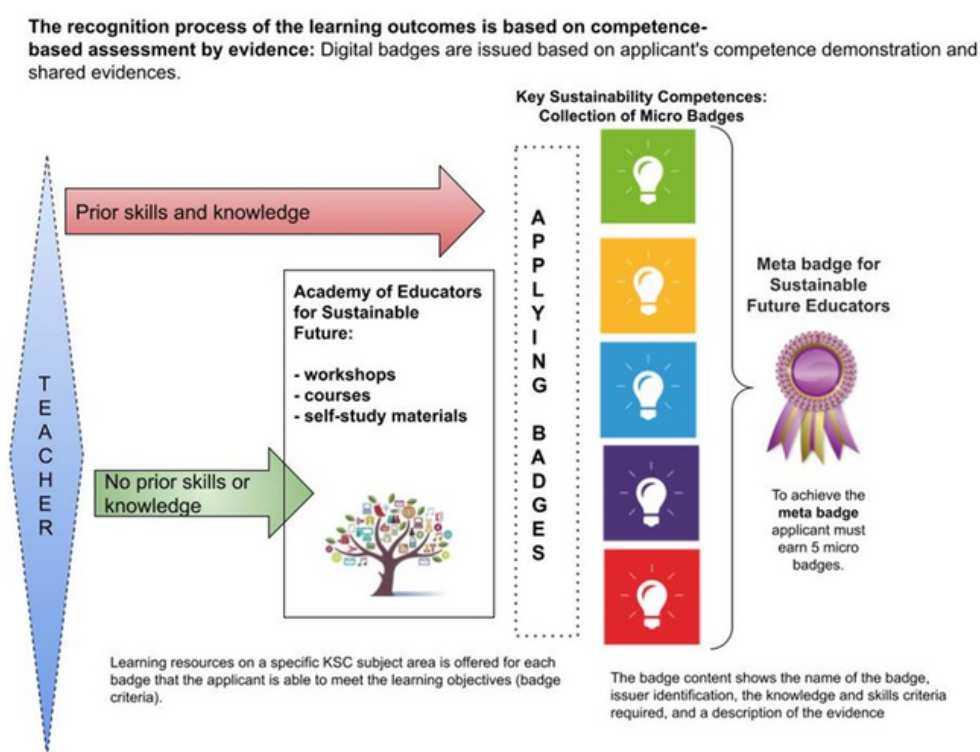 The recognition process of the learning outcomes is based on competence-
based assessment by evidence: Digital badges are issued based on applicant's competence demonstration and
shared evidences.
Key Sustainability Competences:
Collection of Micro Badges
TEACHER
Prior skills and knowledge
No prior skills or
knowledge
Academy of Educators
for Sustainable
Future:
- workshops
- courses
- self-study materials
APPLYING BADGES
Meta badge for
Sustainable
Future Educators
To achieve the
meta badge
applicant must
earn 5 micro
badges.
Learning resources on a specific KSC subject area is offered for each
badge that the applicant is able to meet the learning objectives (badge
criteria).
The badge content shows the name of the badge,
issuer identification, the knowledge and skills criteria
required, and a description of the evidence